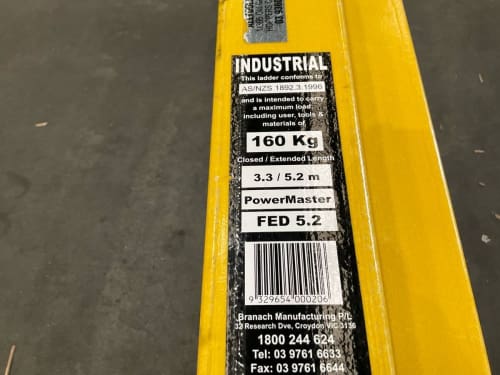 INDUSTRIAL
This ladder conforms to
AS/NZS 1892.3.1996
and is intended to carry
a maximum load,
including user, tools &
materials of.
160 Kg
Closed / Extended Length
3.3 / 5.2 m
PowerMaster
FED 5.2
9 329654 000206
Branach Manufacturing P/L
32 Research Dve, Croydon VIC 3136
1800 244 624
Tel: 03 9761 6633
Fax: 03 9761 6644